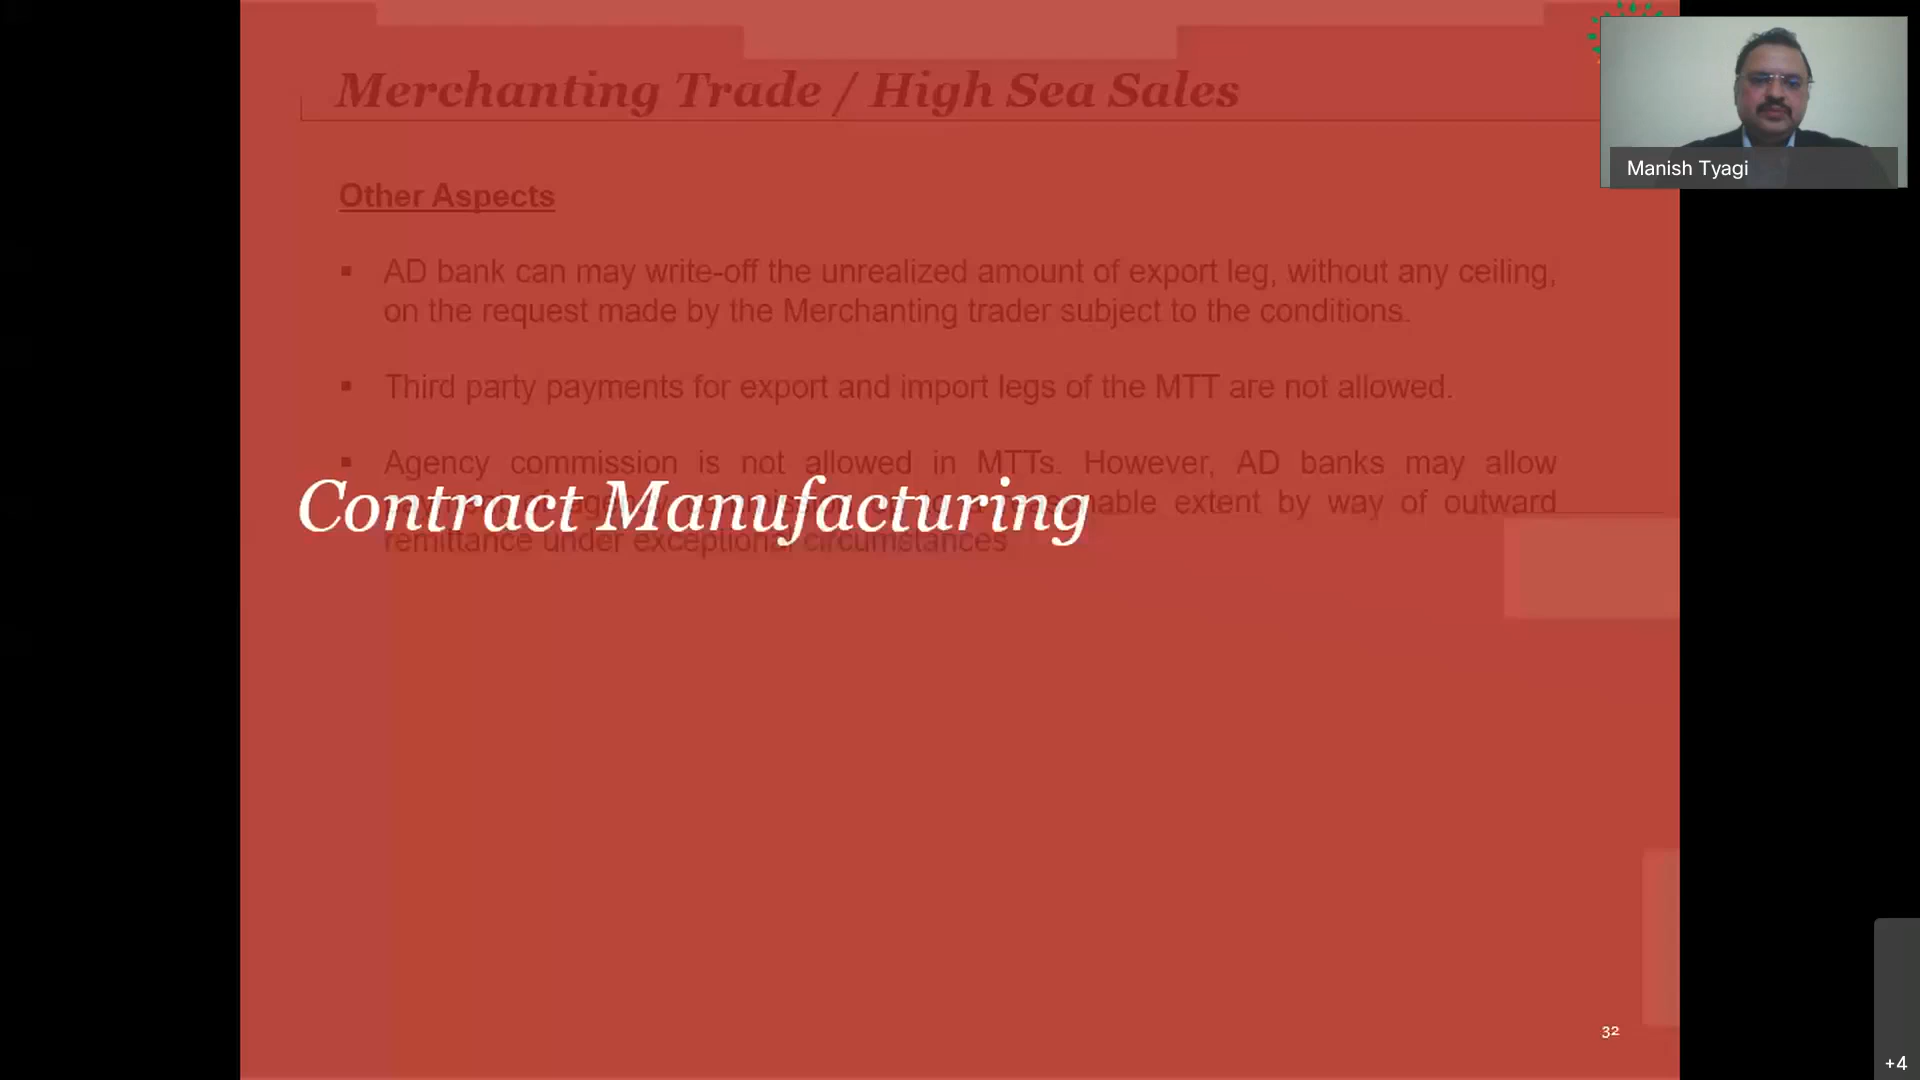 Merchanting Trade / High Sea Sales
Manish Tyagi
Other Aspects
▪ AD bank can may write-off the unrealized amount of export leg, without any ceiling,
on the request made by the Merchanting trader subject to the conditions.
▪ Third party payments for export and import legs of the MTT are not allowed.
▪ Agency commission is not allowed in MTTs. However, AD banks may allow
extent by way of outward
remittance under exceptional circumstances
Contract Manufacturing
32
+4